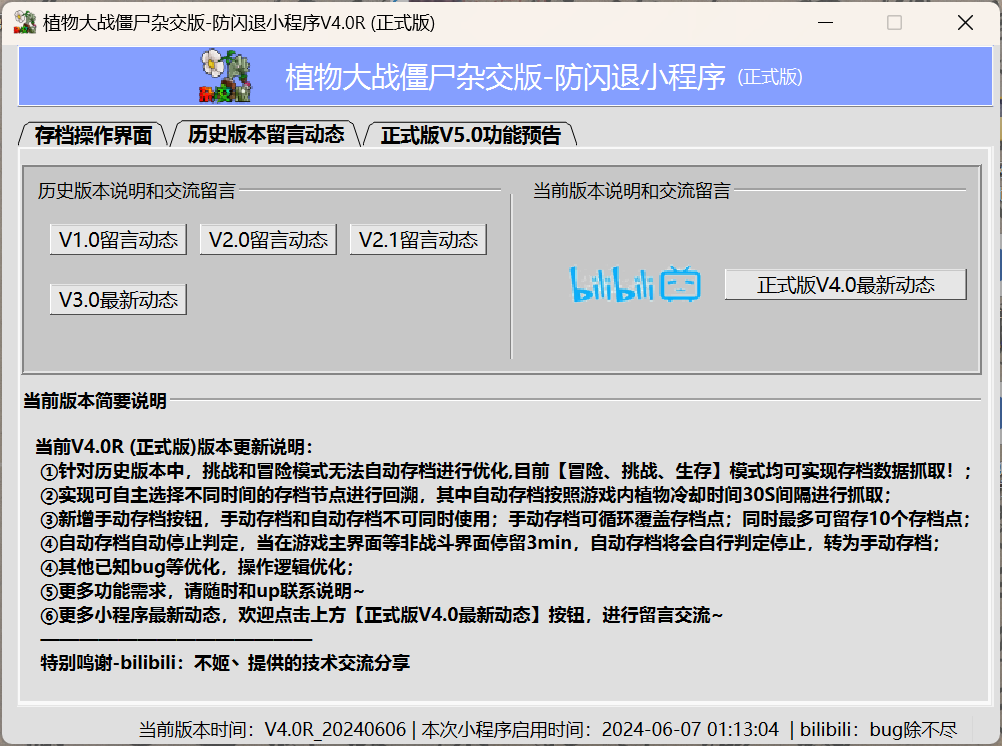 植物大战僵尸杂交版-防闪退小程序V4.0R (正式版)
植物大战僵尸杂交版-防闪退小程序 (正式版)
存档操作界面 历史版本留言动态 正式版V5.0功能预告
历史版本说明和交流留言
V1.0留言动态 V2.0留言动态 V2.1留言动态
V3.0最新动态
当前版本说明和交流留言
bilibili 正式版V4.0最新动态
当前版本简要说明
当前V4.0R (正式版)版本更新说明：
①针对历史版本中，挑战和冒险模式无法自动存档进行优化,目前【冒险、挑战、生存】模式均可实现存档数据抓取！；
②实现可自主选择不同时间的存档节点进行回溯，其中自动存档按照游戏内植物冷却时间30S间隔进行抓取；
③新增手动存档按钮，手动存档和自动存档不可同时使用；手动存档可循环覆盖存档点；同时最多可留存10个存档点；
④自动存档自动停止判定，当在游戏主界面等非战斗界面停留3min，自动存档将会自行判定停止，转为手动存档；
④其他已知bug等优化，操作逻辑优化；
⑤更多功能需求，请随时和up联系说明~
⑥更多小程序最新动态，欢迎点击上方【正式版V4.0最新动态】按钮，进行留言交流~
————————————————
特别鸣谢-bilibili：不姬丶提供的技术交流分享
当前版本时间：V4.0R_20240606 | 本次小程序启用时间：2024-06-07 01:13:04 | bilibili：bug除不尽